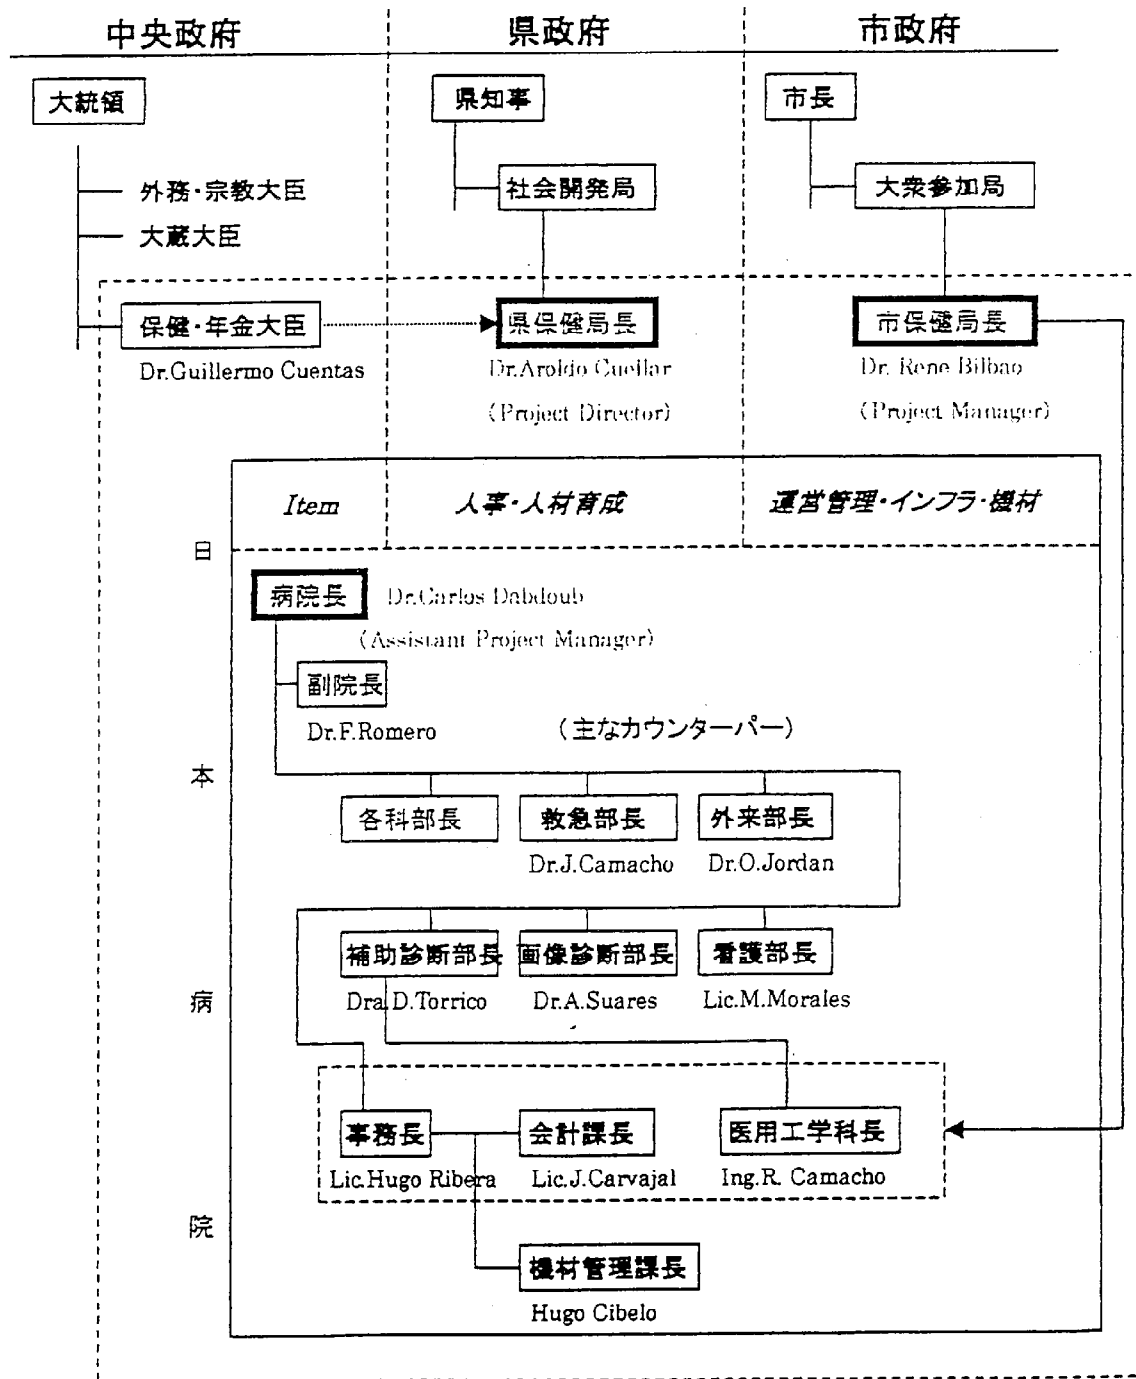 中央政府 県政府 市政府
大統領 県知事 市長
外務・宗教大臣 社会開発局 大衆参加局
大蔵大臣
保健・年金大臣 県保健局長 市保健局長
Dr.Guillermo Cuentas Dr.Aroldo Cuellar Dr. Rene Bilbao
(Project Director) (Project Manager)
Item 人事・人材育成 運営管理・インフラ・機材
日
病院長 Dr.Carlos Dabdoub
(Assistant Project Manager)
副院長
Dr.F.Romero (主なカウンターパー)
本
各科部長 救急部長 外来部長
Dr.J.Camacho Dr.O.Jordan
補助診断部長 画像診断部長 看護部長
病 Dra.D.Torrico Dr.A.Suares Lic.M.Morales
事務長 会計課長 医用工学科長
Lic.Hugo Ribera Lic.J.Carvajal Ing.R. Camacho
院
機材管理課長
Hugo Cibelo